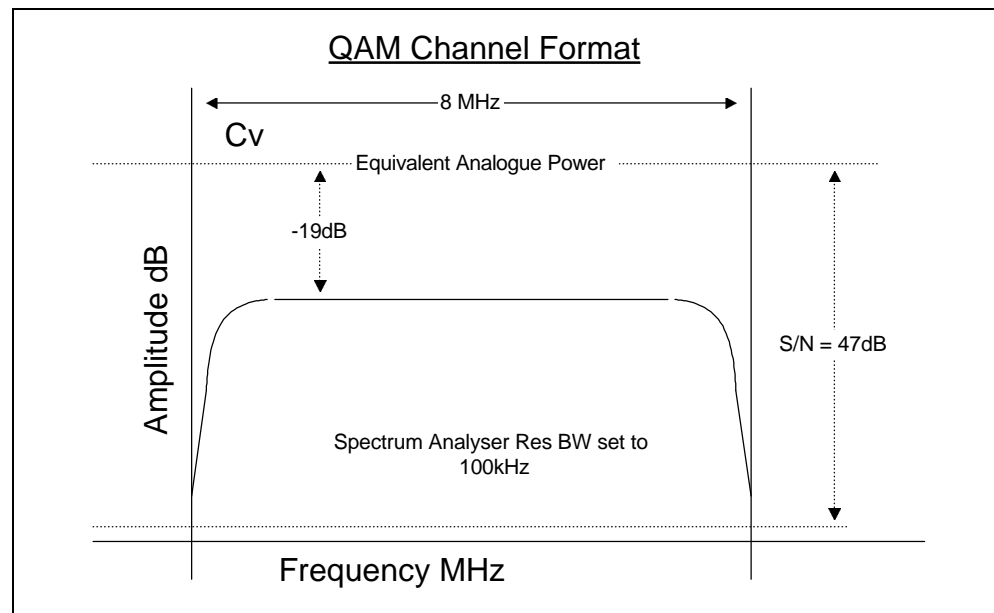 QAM Channel Format
8 MHz
Cv
Equivalent Analogue Power
-19dB
Amplitude dB
S/N = 47dB
Spectrum Analyser Res BW set to
100kHz
Frequency MHz